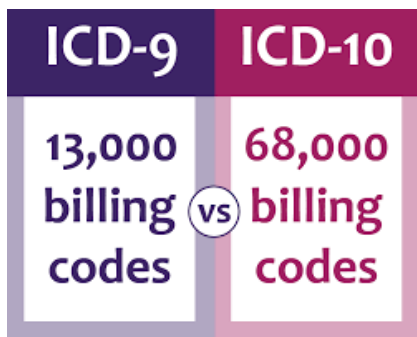 ICD-9
ICD-10
13,000
billing
codes
vs
68,000
billing
codes